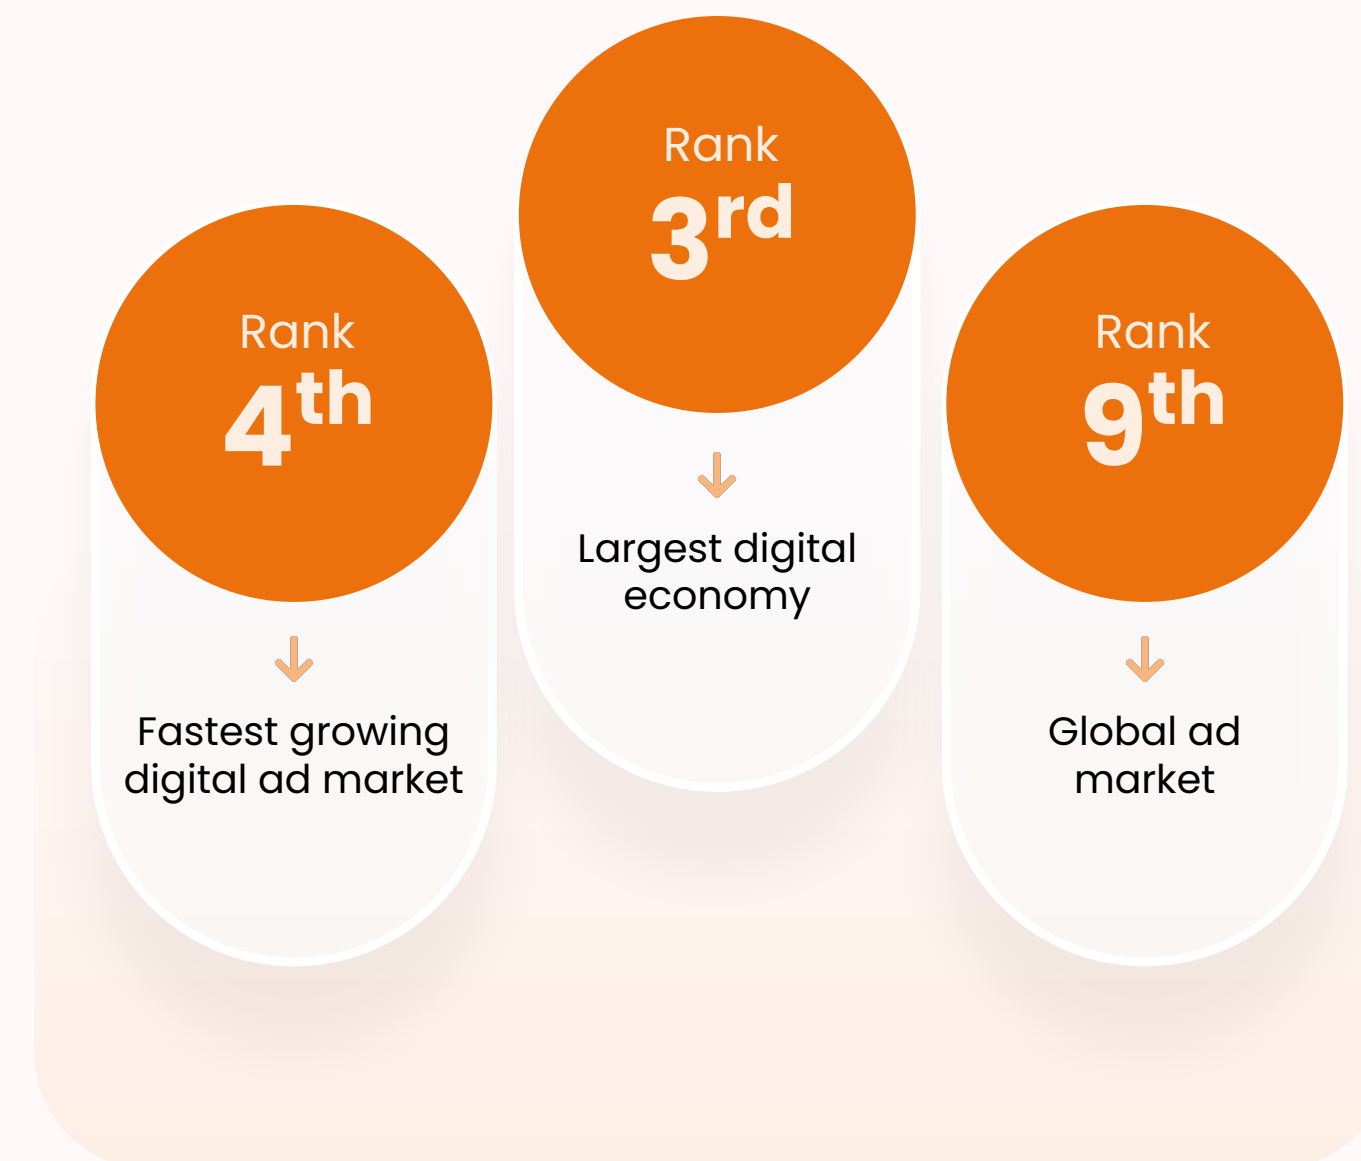 Rank
4th
Fastest growing
digital ad market
Rank
3rd
Largest digital
economy
Rank
9th
Global ad
market